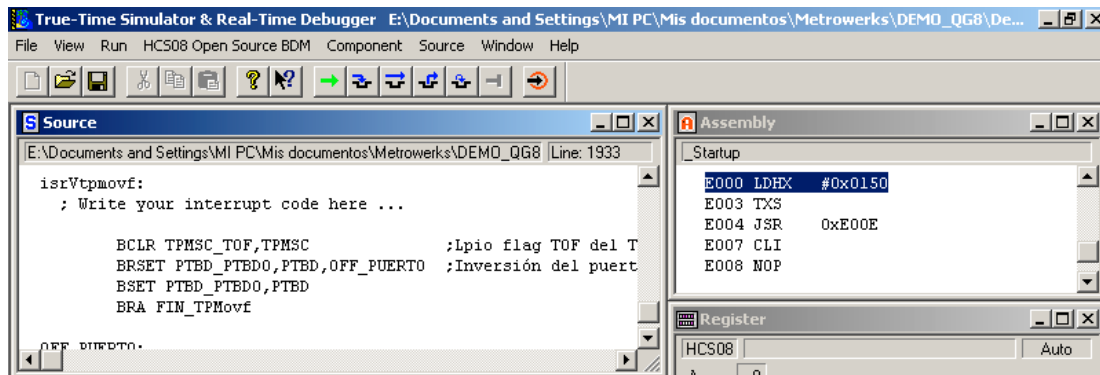 True-Time Simulator & Real-Time Debugger E:\Documents and Settings\MI PC\Mis documentos\Metrowerks\DEMO_QG8\De...
File View Run HCS08 Open Source BDM Component Source Window Help
Source
E:\Documents and Settings\MI PC\Mis documentos\Metrowerks\DEMO_QG8 Line: 1933
isrVtpmovf:
; Write your interrupt code here ...
BCLR TPMSC_TOF,TPMSC ;Lpio flag TOF del T
BRSET PTBD_PTBD0,PTBD,OFF_PUERTO ;Inversión del puert
BSET PTBD_PTBD0,PTBD
BRA FIN_TPMovf
OFF_PUERTO:
Assembly
_Startup
E000 LDHX #0x0150
E003 TXS
E004 JSR 0xE00E
E007 CLI
E008 NOP
Register
HCS08 Auto